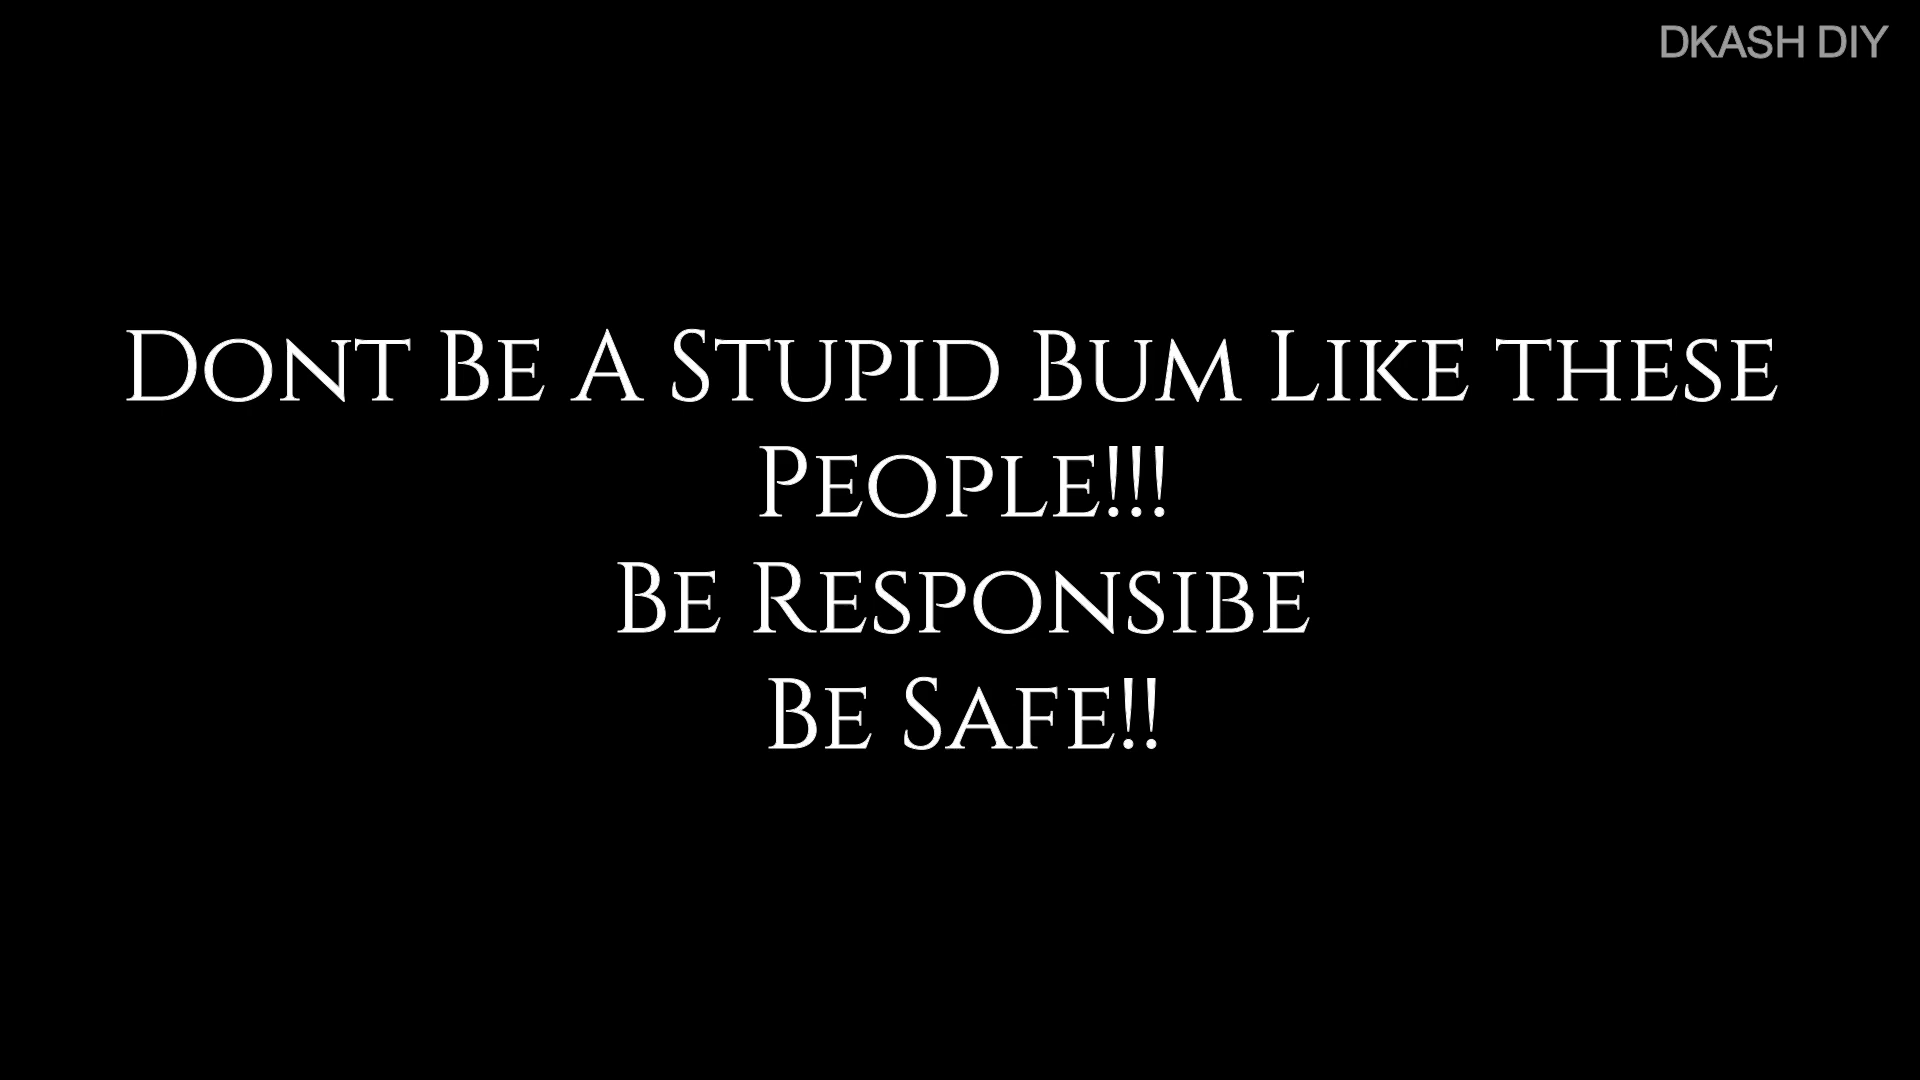 DKASH DIY
Dont Be A Stupid Bum Like these
People!!!
Be Responsibe
Be Safe!!